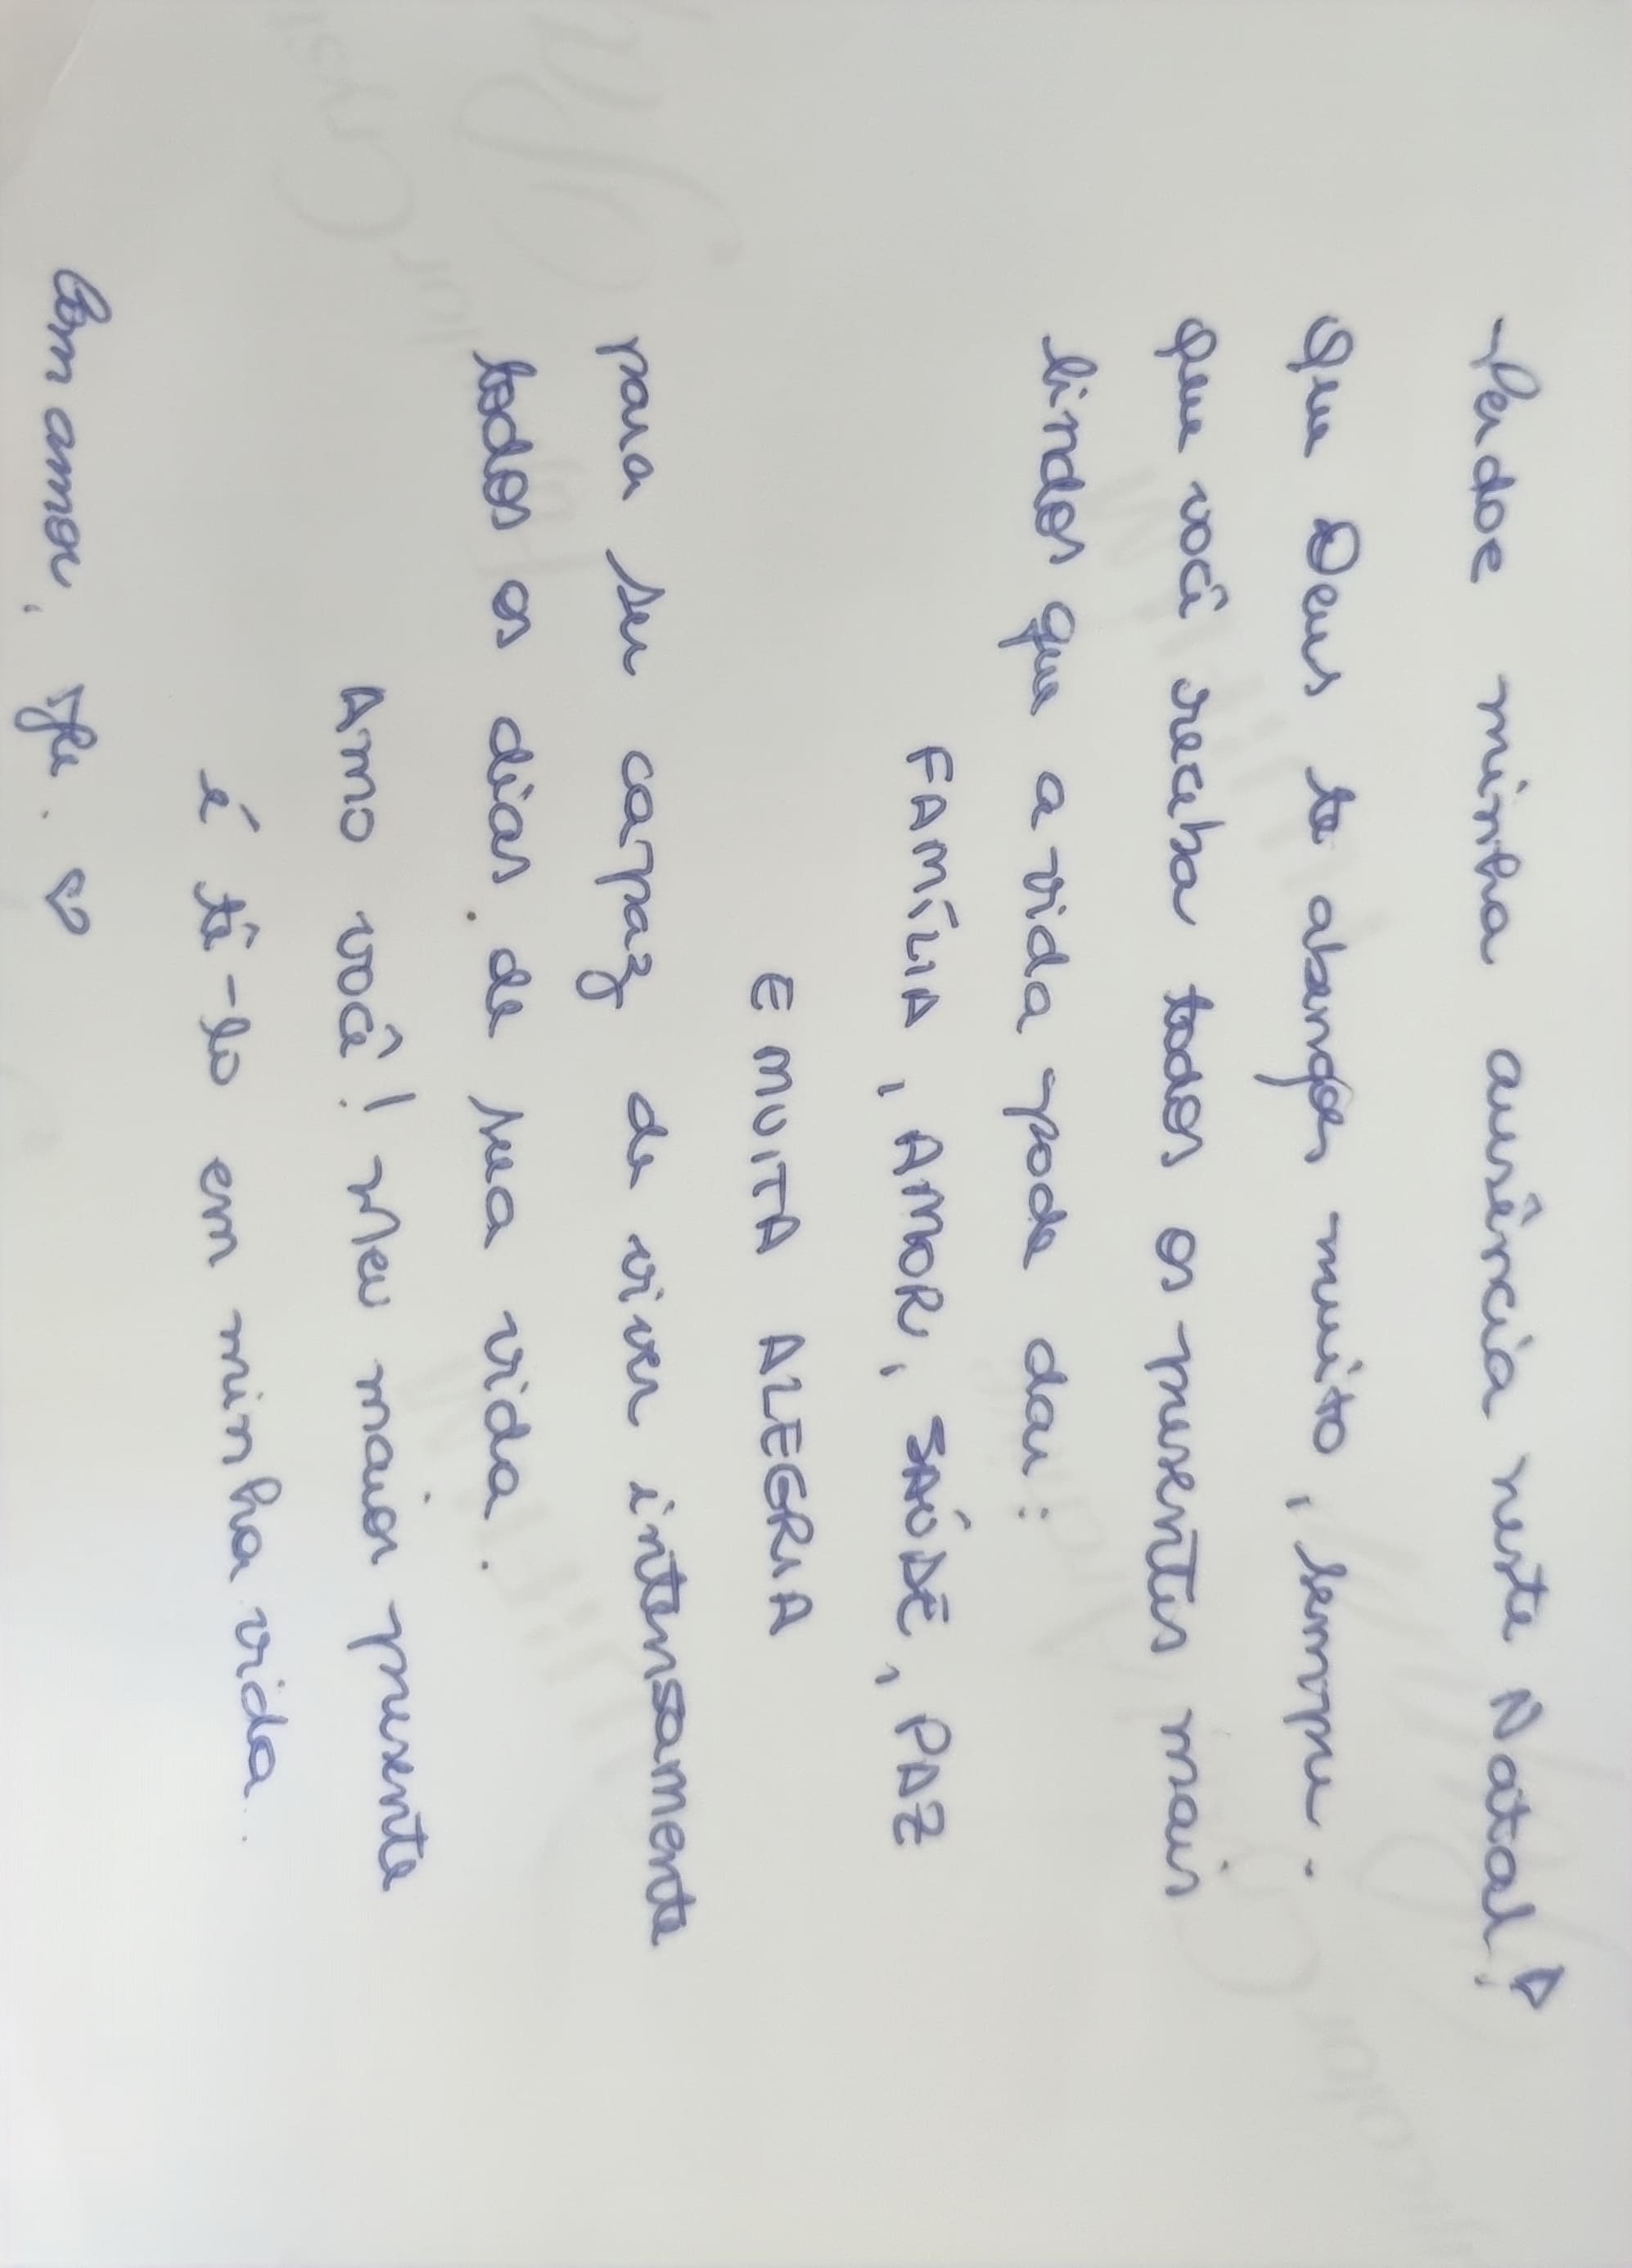 Perdoe minha ausência neste Natal!
Que Deus te abençoe muito, sempre.
Que você receba todos os presentes mais
lindos que a vida pode dar:
FAMÍLIA, AMOR, SAÚDE, PAZ
E MUITA ALEGRIA
para ser capaz de viver intensamente
todos os dias de sua vida.
Amo você! Meu maior presente
é tê-lo em minha vida.
Com amor,